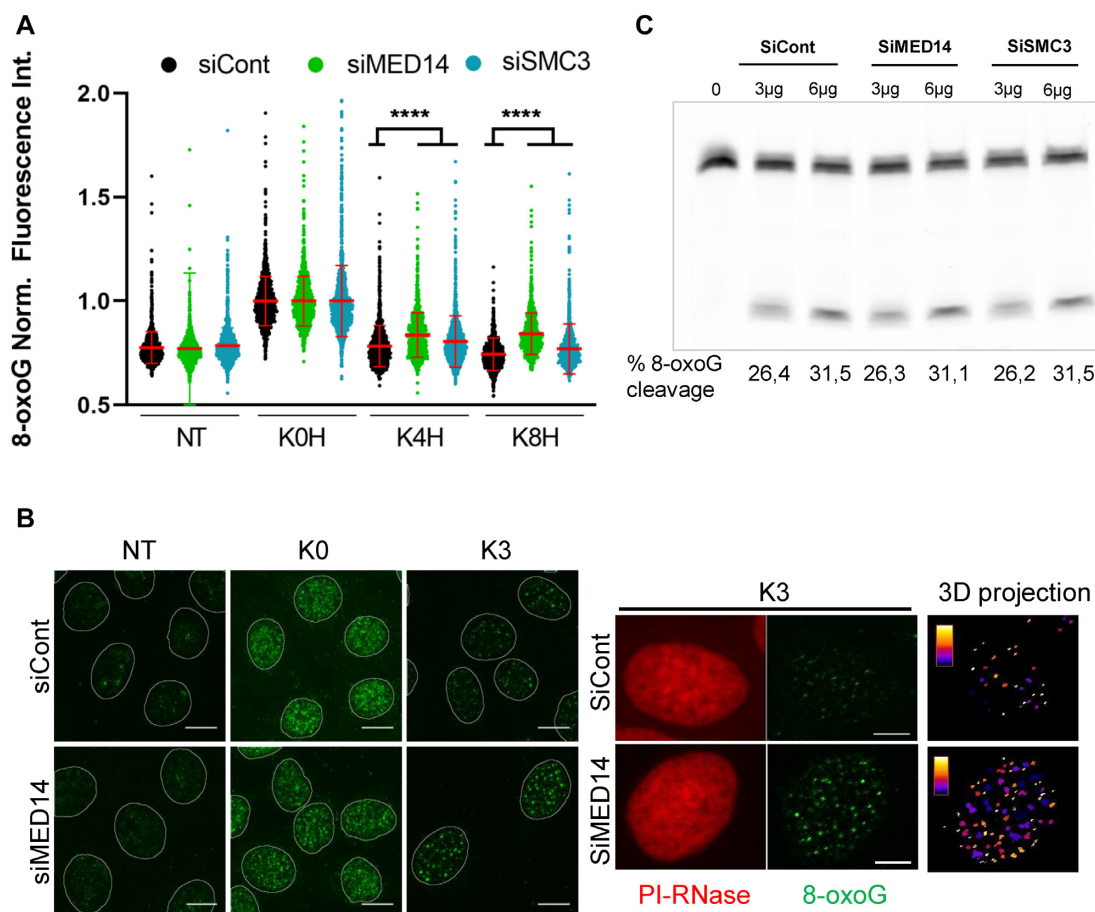 A
siCont siMED14 siSMC3
8-oxoG Norm. Fluorescence Int.
2.0
1.5
1.0
0.5
**** ****
NT K0H K4H K8H
C
SiCont SiMED14 SiSMC3
0 3µg 6µg 3µg 6µg 3µg 6µg
% 8-oxoG
cleavage
26,4 31,5 26,3 31,1 26,2 31,5
B
NT K0 K3
siCont
siMED14
K3 3D projection
SiCont
SiMED14
PI-RNase 8-oxoG